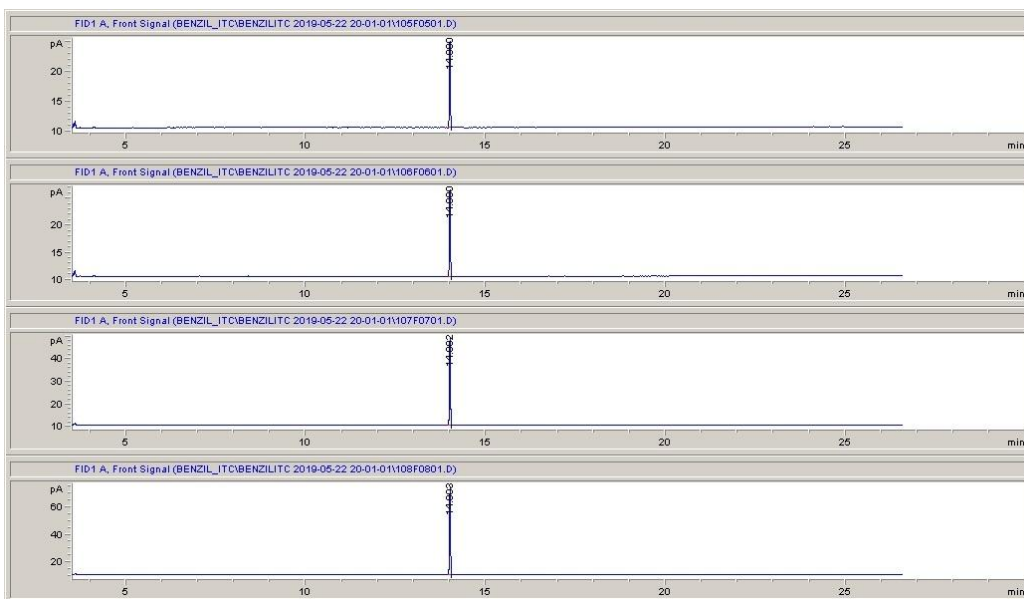 FID1 A, Front Signal (BENZIL_ITC\BENZILITC 2019-05-22 20-01-01\105F0501.D)
pA
20
15
10
5 10 15 20 25 min
FID1 A, Front Signal (BENZIL_ITC\BENZILITC 2019-05-22 20-01-01\106F0601.D)
pA
20
15
10
5 10 15 20 25 min
FID1 A, Front Signal (BENZIL_ITC\BENZILITC 2019-05-22 20-01-01\107F0701.D)
pA
40
30
20
10
5 10 15 20 25 min
FID1 A, Front Signal (BENZIL_ITC\BENZILITC 2019-05-22 20-01-01\108F0801.D)
pA
60
40
20
5 10 15 20 25 min